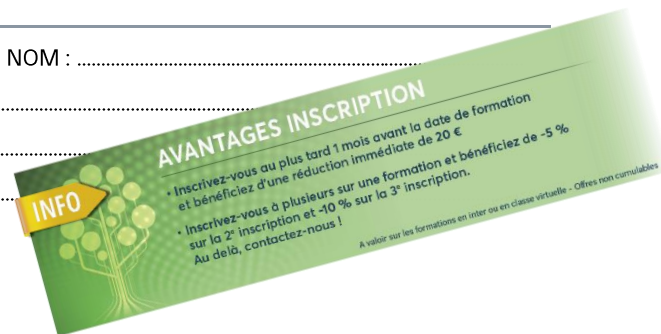 NOM : ................................................................
INFO
AVANTAGES INSCRIPTION
• Inscrivez-vous au plus tard 1 mois avant la date de formation
et bénéficiez d'une réduction immédiate de 20 €
• Inscrivez-vous à plusieurs sur une formation et bénéficiez de -5 %
sur la 2e inscription et -10 % sur la 3e inscription.
Au delà, contactez-nous !
A valoir sur les formations en inter ou en classe virtuelle - Offres non cumulables